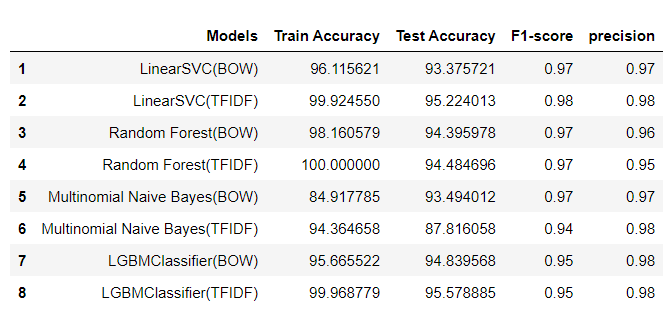 Models Train Accuracy Test Accuracy F1-score precision
1 LinearSVC(BOW) 96.115621 93.375721 0.97 0.97
2 LinearSVC(TFIDF) 99.924550 95.224013 0.98 0.98
3 Random Forest(BOW) 98.160579 94.395978 0.97 0.96
4 Random Forest(TFIDF) 100.000000 94.484696 0.97 0.95
5 Multinomial Naive Bayes(BOW) 84.917785 93.494012 0.97 0.97
6 Multinomial Naive Bayes(TFIDF) 94.364658 87.816058 0.94 0.98
7 LGBMClassifier(BOW) 95.665522 94.839568 0.95 0.98
8 LGBMClassifier(TFIDF) 99.968779 95.578885 0.95 0.98